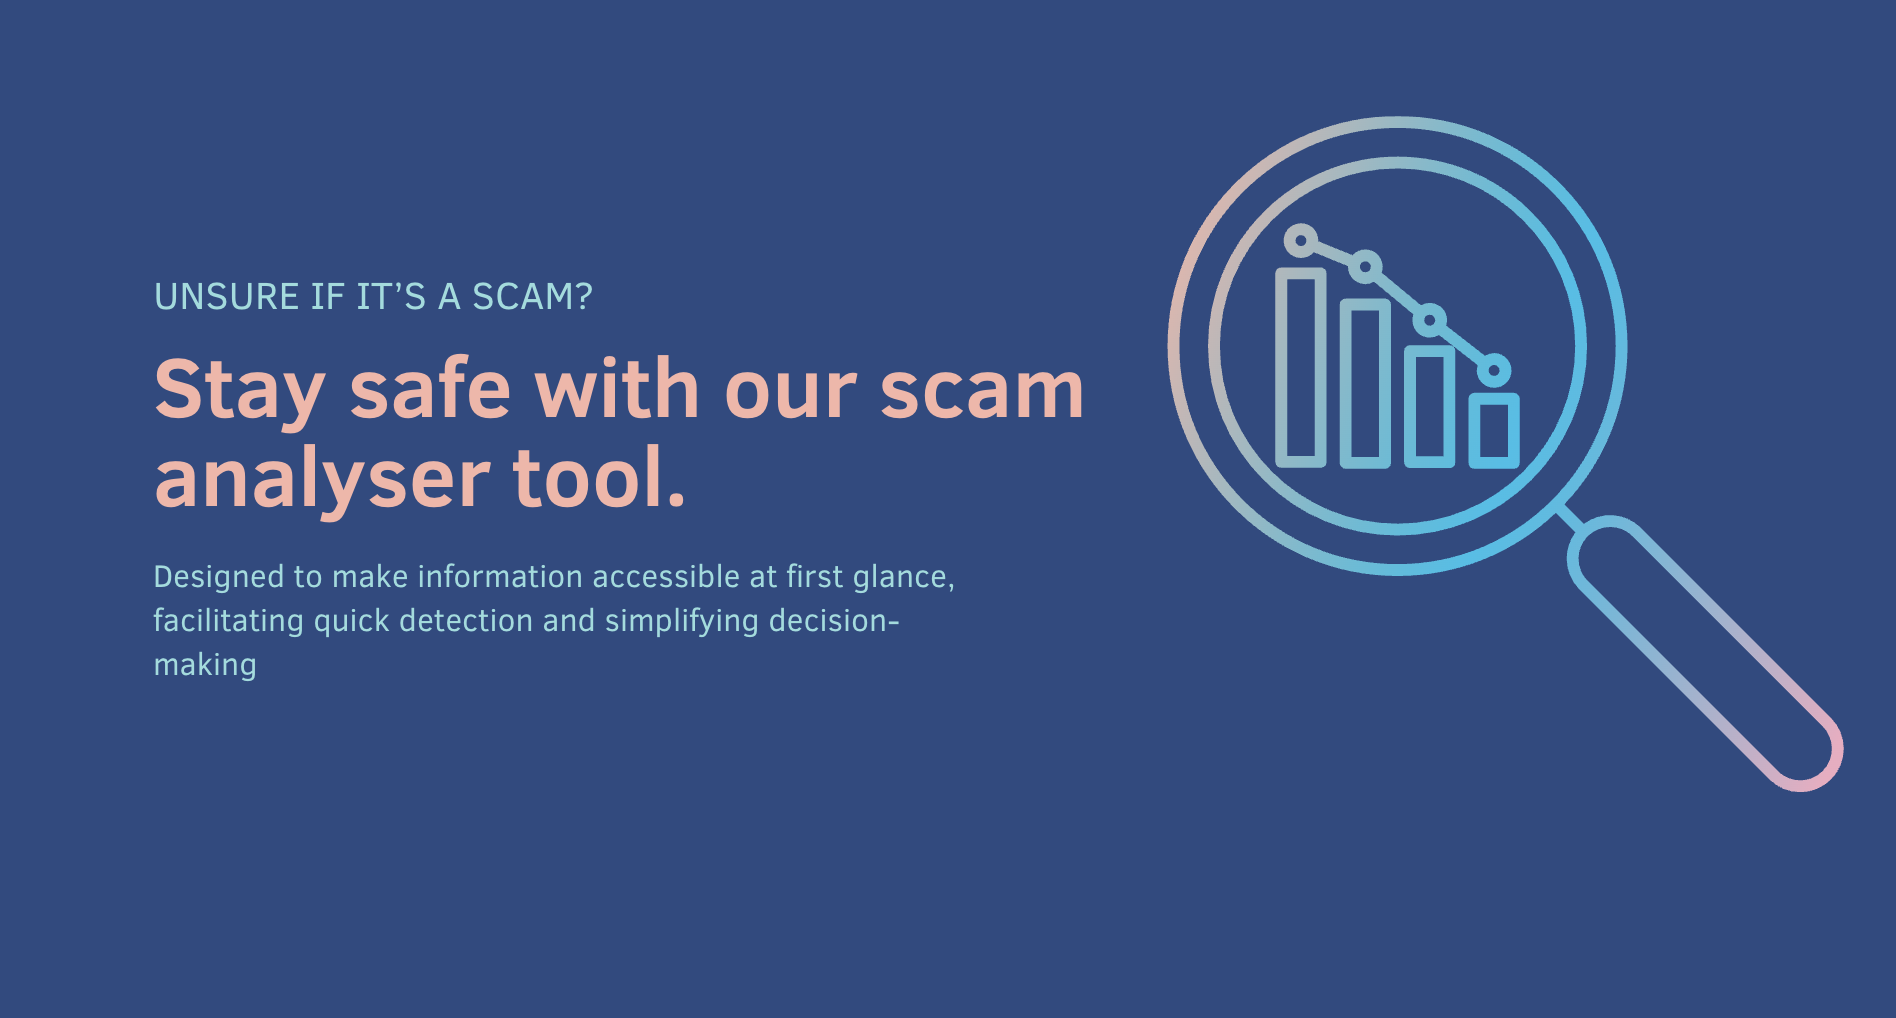 UNSURE IF IT’S A SCAM?
Stay safe with our scam
analyser tool.
Designed to make information accessible at first glance,
facilitating quick detection and simplifying decision-
making